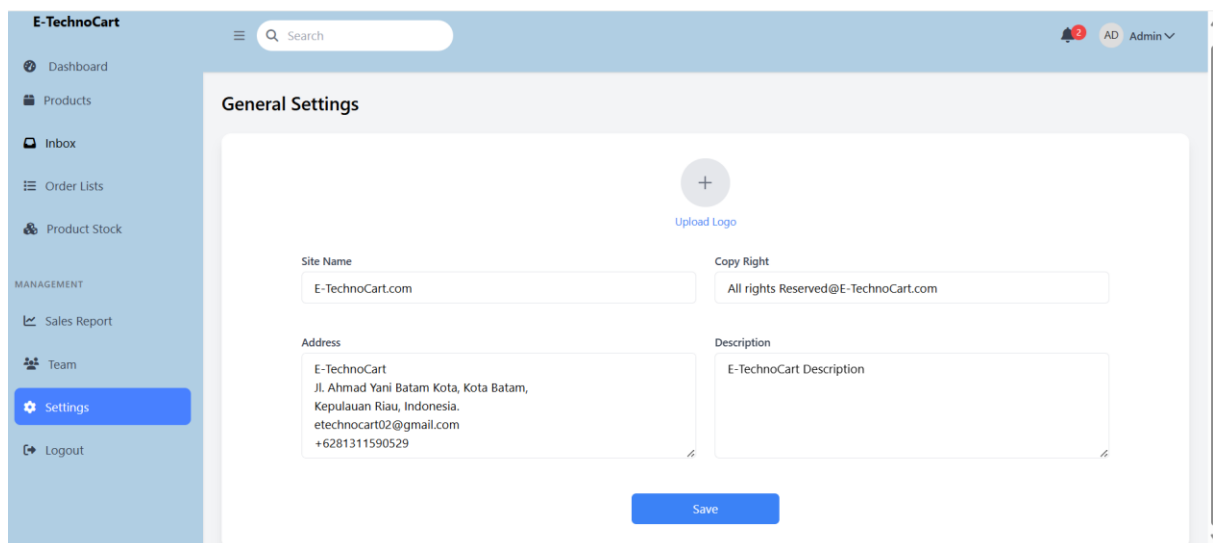 E-TechnoCart
Dashboard
Products
Inbox
Order Lists
Product Stock
MANAGEMENT
Sales Report
Team
Settings
Logout
Search
2
AD Admin
General Settings
Upload Logo
Site Name
E-TechnoCart.com
Copy Right
All rights Reserved@E-TechnoCart.com
Address
E-TechnoCart
Jl. Ahmad Yani Batam Kota, Kota Batam,
Kepulauan Riau, Indonesia.
etechnocart02@gmail.com
+6281311590529
Description
E-TechnoCart Description
Save